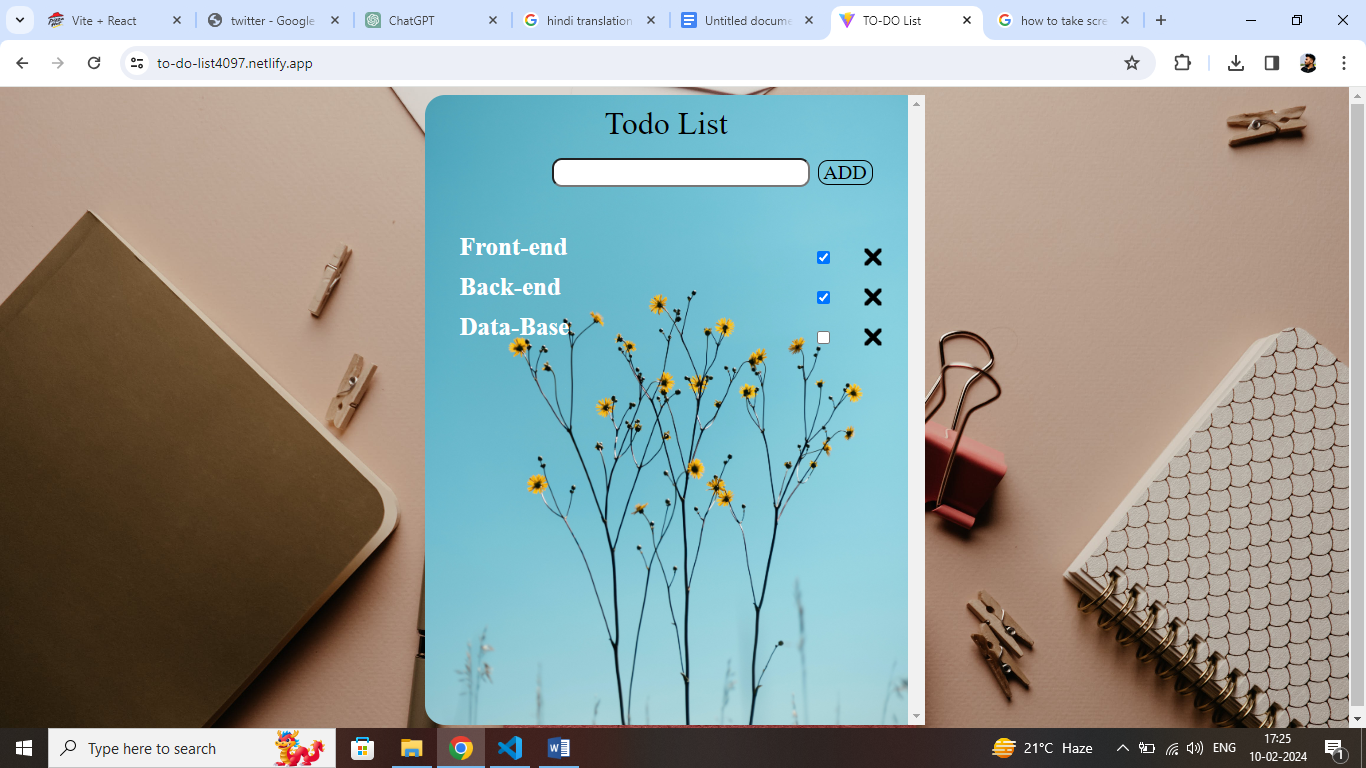 Vite + React
twitter - Google
ChatGPT
hindi translation
Untitled docume
TO-DO List
how to take scre
to-do-list4097.netlify.app
Todo List
ADD
Front-end
Back-end
Data-Base
Type here to search
21°C Haze
ENG
17:25
10-02-2024
1